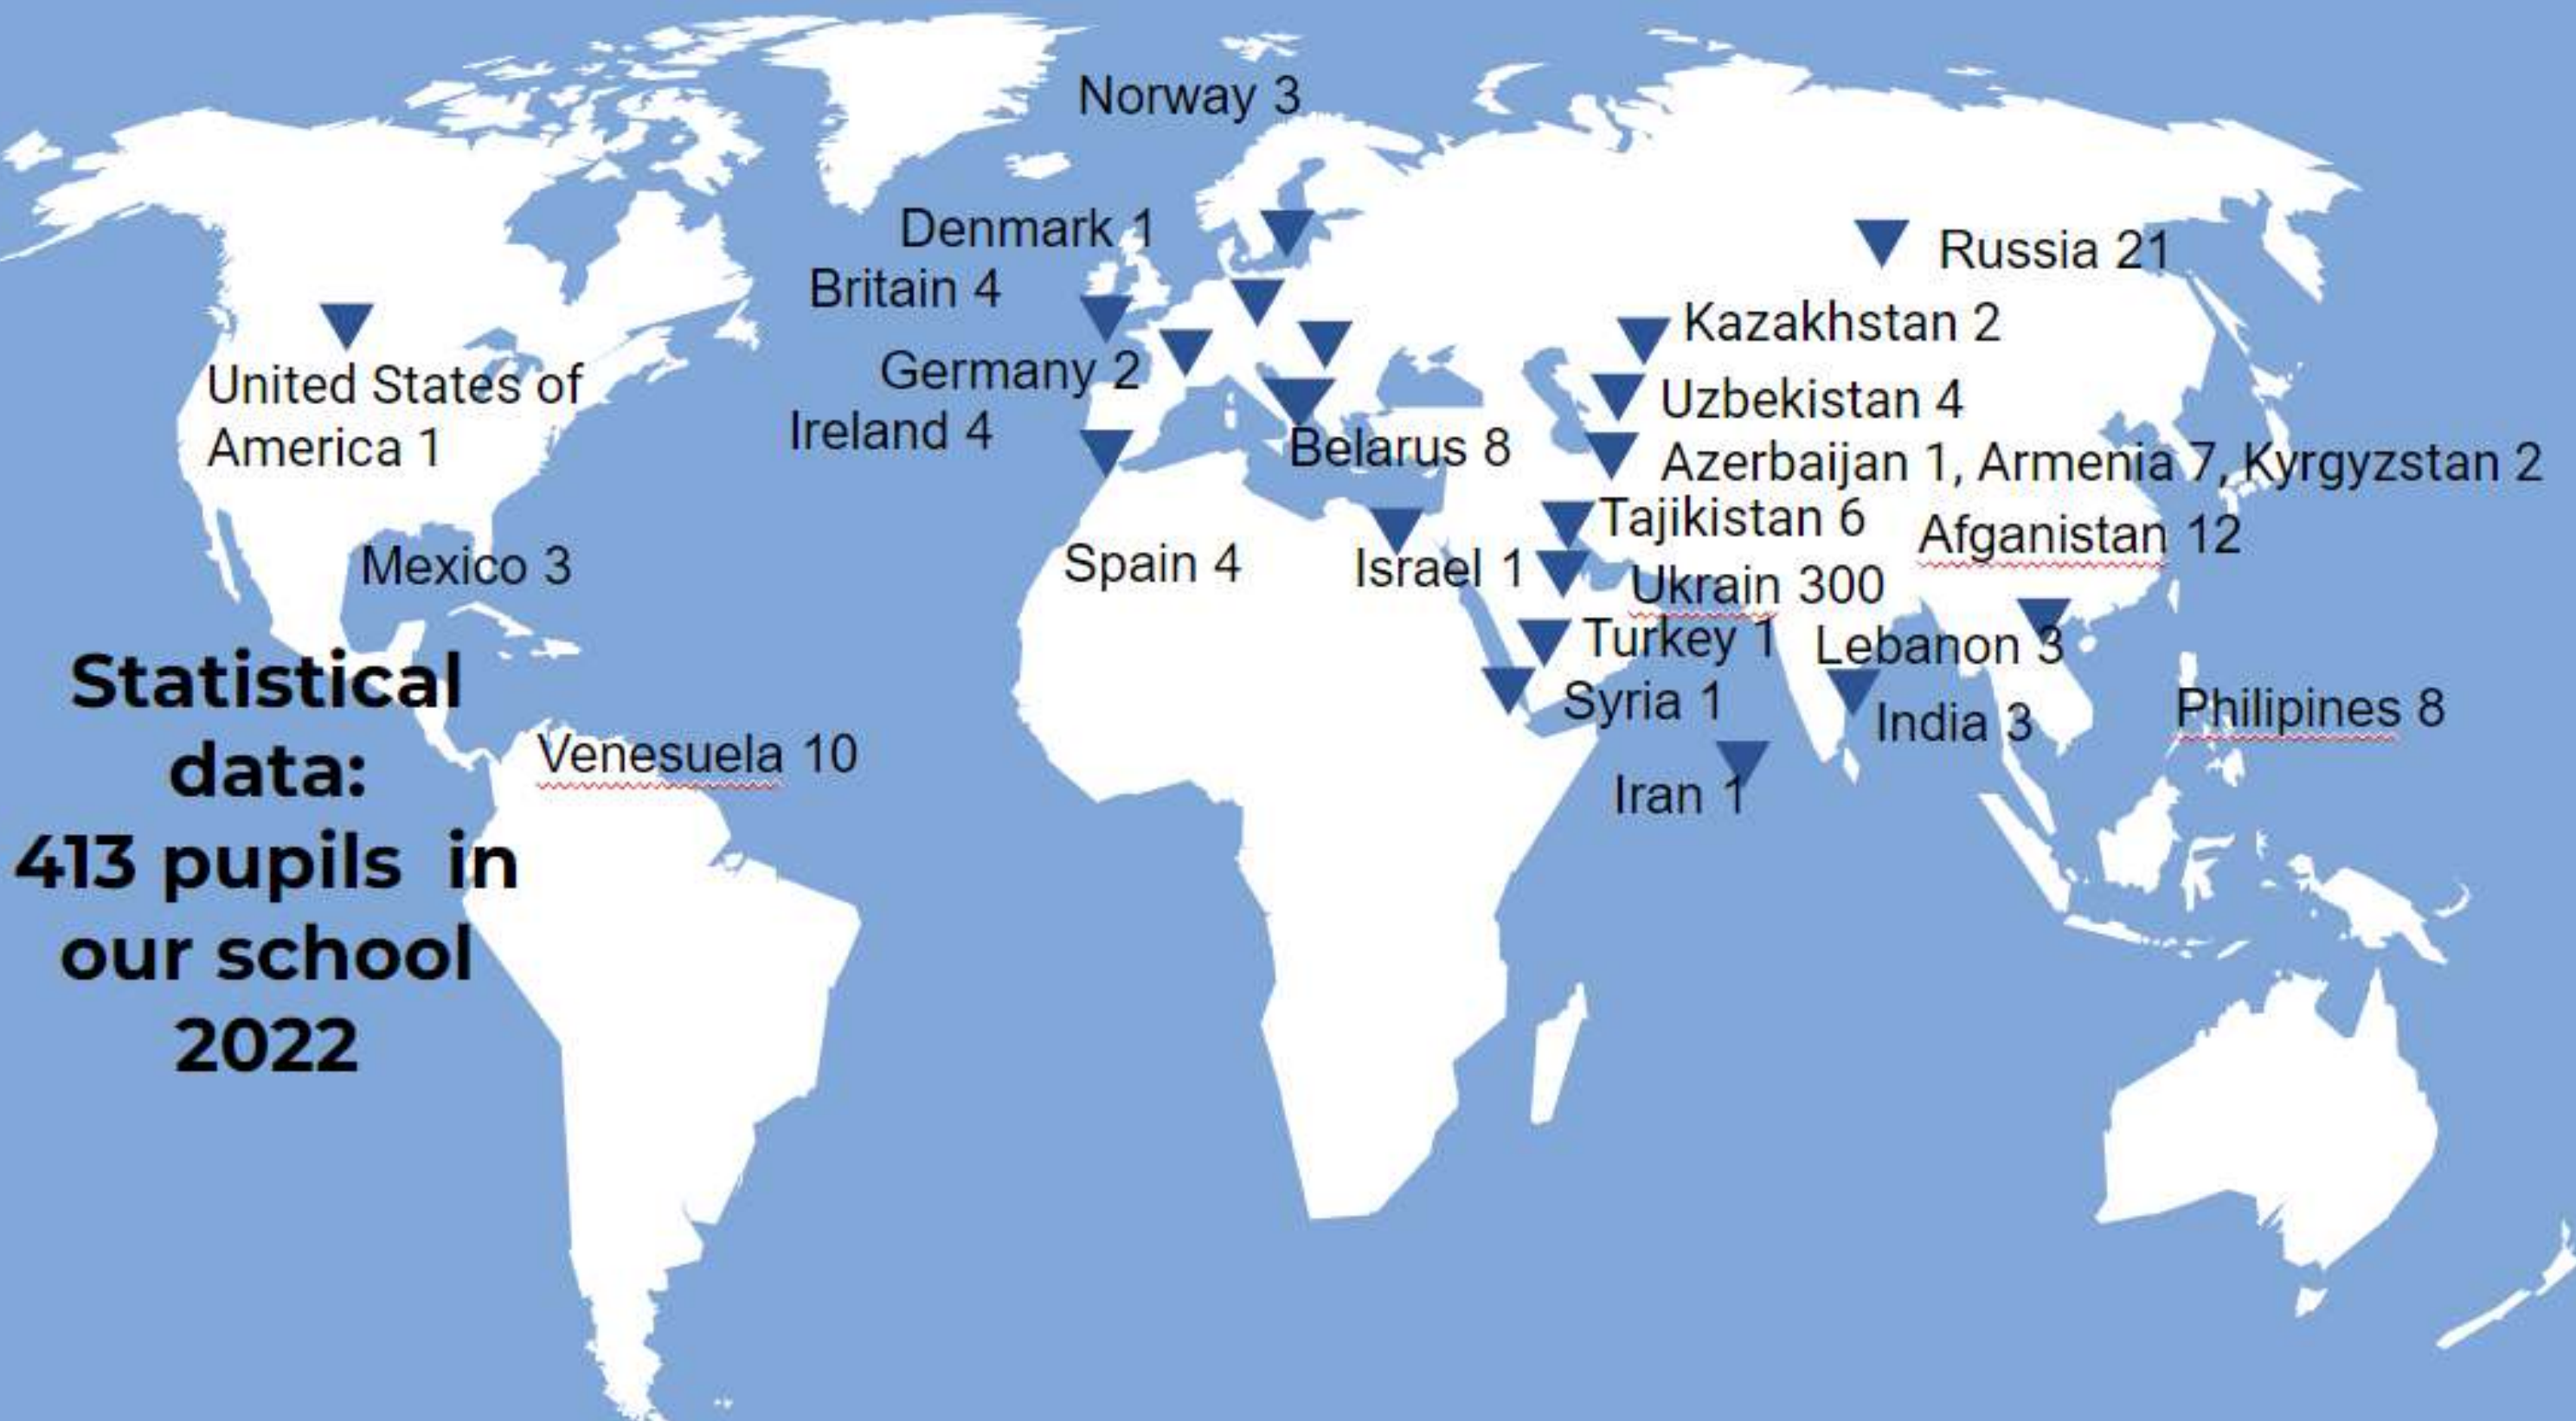 Norway 3
Denmark 1
Russia 21
Britain 4
Kazakhstan 2
Germany 2
United States of
America 1
Uzbekistan 4
Ireland 4
Belarus 8
Azerbaijan 1, Armenia 7, Kyrgyzstan 2
Tajikistan 6
Afganistan 12
Mexico 3
Spain 4
Israel 1
Ukrain 300
Turkey 1
Lebanon 3
Syria 1
India 3
Philipines 8
Venesuela 10
Iran 1
Statistical
data:
413 pupils in
our school
2022